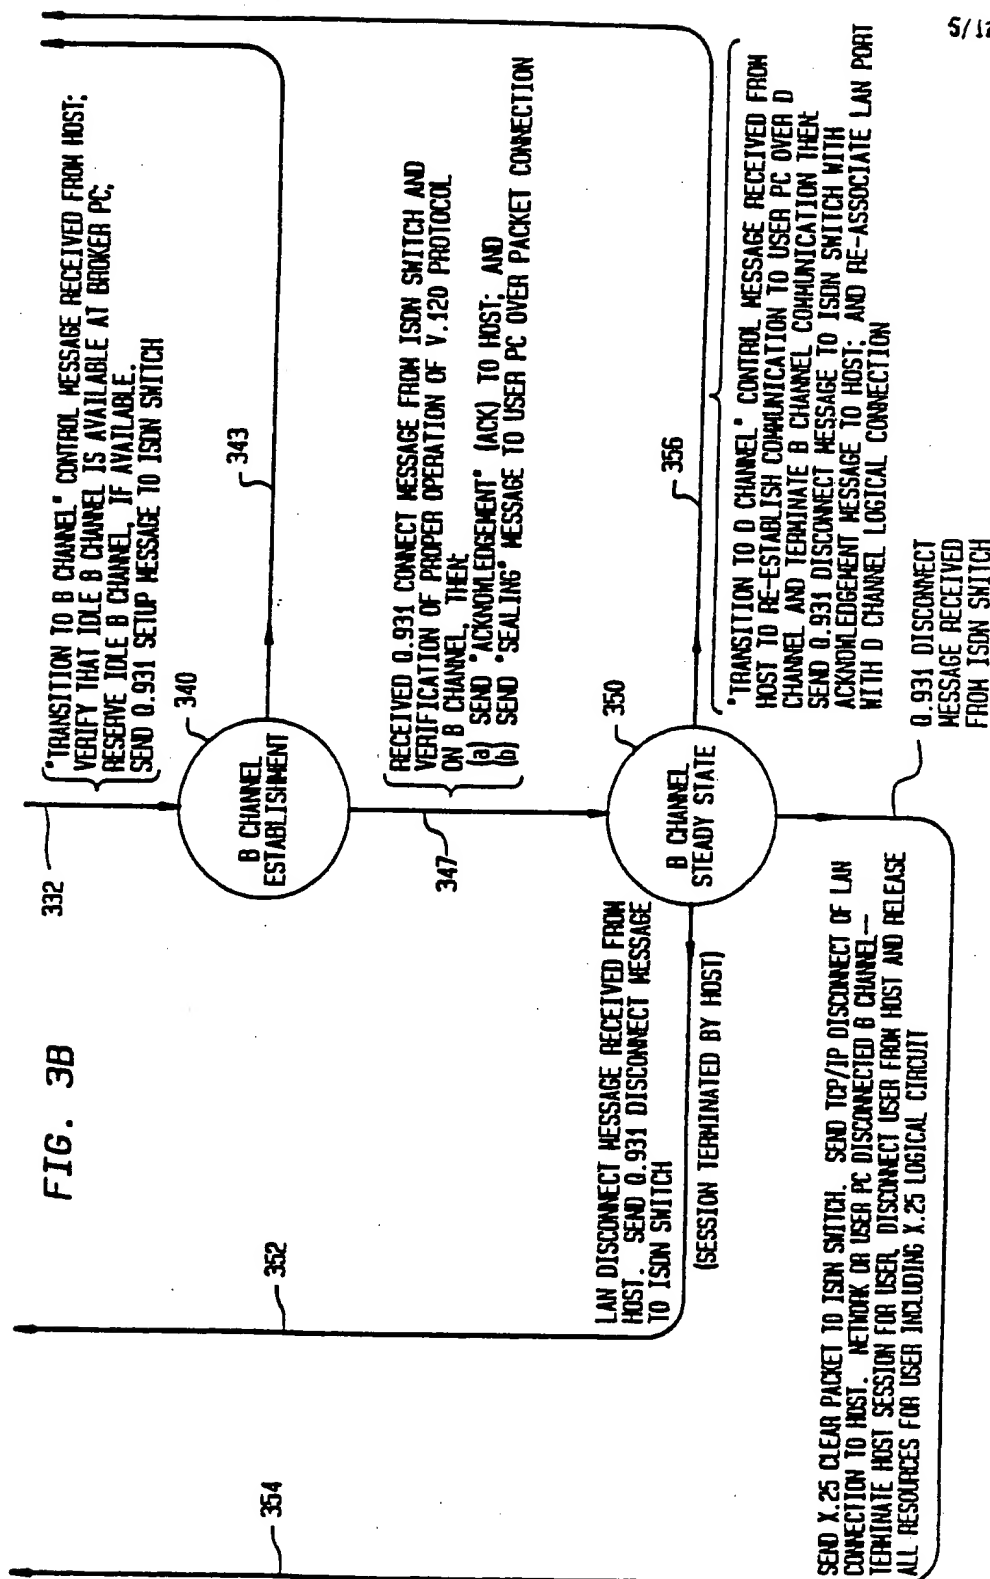 5/12
FIG. 3B
332
"TRANSITION TO B CHANNEL" CONTROL MESSAGE RECEIVED FROM HOST;
VERIFY THAT IDLE B CHANNEL IS AVAILABLE AT BROKER PC,
RESERVE IDLE B CHANNEL, IF AVAILABLE.
SEND Q.931 SETUP MESSAGE TO ISDN SWITCH
340
B CHANNEL
ESTABLISHMENT
343
347
RECEIVED Q.931 CONNECT MESSAGE FROM ISDN SWITCH AND
VERIFICATION OF PROPER OPERATION OF V.120 PROTOCOL
ON B CHANNEL, THEN:
(a) SEND "ACKNOWLEDGEMENT" (ACK) TO HOST; AND
(b) SEND "SEALING" MESSAGE TO USER PC OVER PACKET CONNECTION
350
B CHANNEL
STEADY STATE
356
"TRANSITION TO D CHANNEL" CONTROL MESSAGE RECEIVED FROM
HOST TO RE-ESTABLISH COMMUNICATION TO USER PC OVER D
CHANNEL AND TERMINATE B CHANNEL COMMUNICATION THEN:
SEND Q.931 DISCONNECT MESSAGE TO ISDN SWITCH WITH
ACKNOWLEDGEMENT MESSAGE TO HOST; AND RE-ASSOCIATE LAN PORT
WITH D CHANNEL LOGICAL CONNECTION
352
LAN DISCONNECT MESSAGE RECEIVED FROM
HOST. SEND Q.931 DISCONNECT MESSAGE
TO ISDN SWITCH
(SESSION TERMINATED BY HOST)
Q.931 DISCONNECT
MESSAGE RECEIVED
FROM ISDN SWITCH
354
SEND X.25 CLEAR PACKET TO ISDN SWITCH. SEND TCP/IP DISCONNECT OF LAN
CONNECTION TO HOST. NETWORK OR USER PC DISCONNECTED B CHANNEL--
TERMINATE HOST SESSION FOR USER, DISCONNECT USER FROM HOST AND RELEASE
ALL RESOURCES FOR USER INCLUDING X.25 LOGICAL CIRCUIT